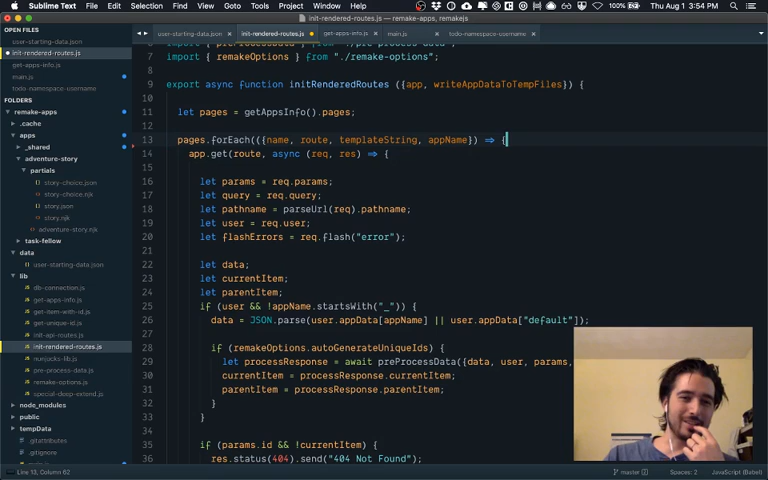 Sublime Text File Edit Selection Find View Goto Tools Project Window Help 100% Thu Aug 1 3:54 PM
init-rendered-routes.js — remake-apps, remakejs
OPEN FILES
user-starting-data.json
init-rendered-routes.js
get-apps-info.js
main.js
todo-namespace-username
FOLDERS
remake-apps
.cache
apps
_shared
adventure-story
partials
story-choice.json
story-choice.njk
story.json
story.njk
adventure-story.njk
task-fellow
data
user-starting-data.json
lib
db-connection.js
get-apps-info.js
get-item-with-id.js
get-unique-id.js
init-api-routes.js
init-rendered-routes.js
nunjucks-lib.js
pre-process-data.js
remake-options.js
special-deep-extend.js
node_modules
public
tempData
.gitattributes
.gitignore
user-starting-data.json init-rendered-routes.js get-apps-info.js main.js todo-namespace-username
7 import { remakeOptions } from "./remake-options";
8
9 export async function initRenderedRoutes ({app, writeAppDataToTempFiles}) {
10
11 let pages = getAppsInfo().pages;
12
13 pages.forEach(({name, route, templateString, appName}) => {
14 app.get(route, async (req, res) => {
15
16 let params = req.params;
17 let query = req.query;
18 let pathname = parseUrl(req).pathname;
19 let user = req.user;
20 let flashErrors = req.flash("error");
21
22 let data;
23 let currentItem;
24 let parentItem;
25 if (user && !appName.startsWith("_")) {
26 data = JSON.parse(user.appData[appName] || user.appData["default"]);
27
28 if (remakeOptions.autoGenerateUniqueIds) {
29 let processResponse = await preProcessData({data, user, params,
30 currentItem = processResponse.currentItem;
31 parentItem = processResponse.parentItem;
32 }
33 }
34
35 if (params.id && !currentItem) {
36 res.status(404).send("404 Not Found");
Line 13, Column 62 master (2) Spaces: 2 JavaScript (Babel)